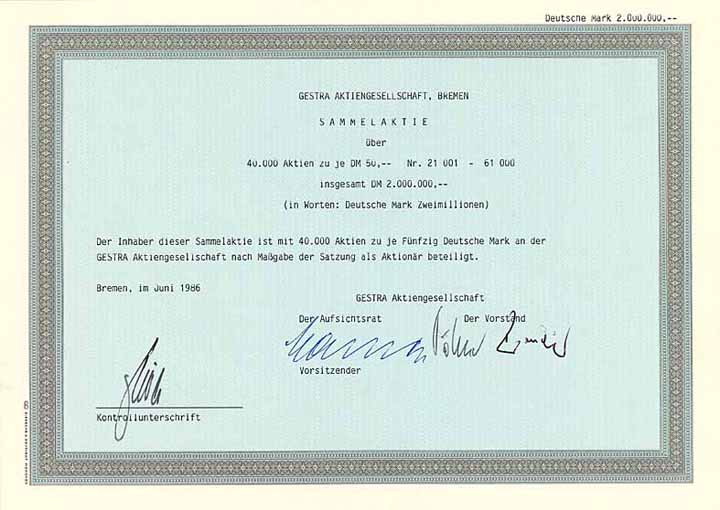 Deutsche Mark 2.000.000,--
GESTRA AKTIENGESELLSCHAFT, BREMEN
SAMMELAKTIE
über
40.000 Aktien zu je DM 50,-- Nr. 21 001 - 61 000
insgesamt DM 2.000.000,--
(in Worten: Deutsche Mark Zweimillionen)
Der Inhaber dieser Sammelaktie ist mit 40.000 Aktien zu je Fünfzig Deutsche Mark an der
GESTRA Aktiengesellschaft nach Maßgabe der Satzung als Aktionär beteiligt.
Bremen, im Juni 1986
GESTRA Aktiengesellschaft
Der Aufsichtsrat Der Vorstand
Vorsitzender
Kontrollunterschrift